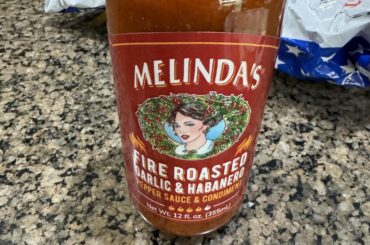 MELINDA'S
FIRE ROASTED
GARLIC & HABANERO
PEPPER SAUCE & CONDIMENT
Net Wt. 12 fl. oz. (355mL)